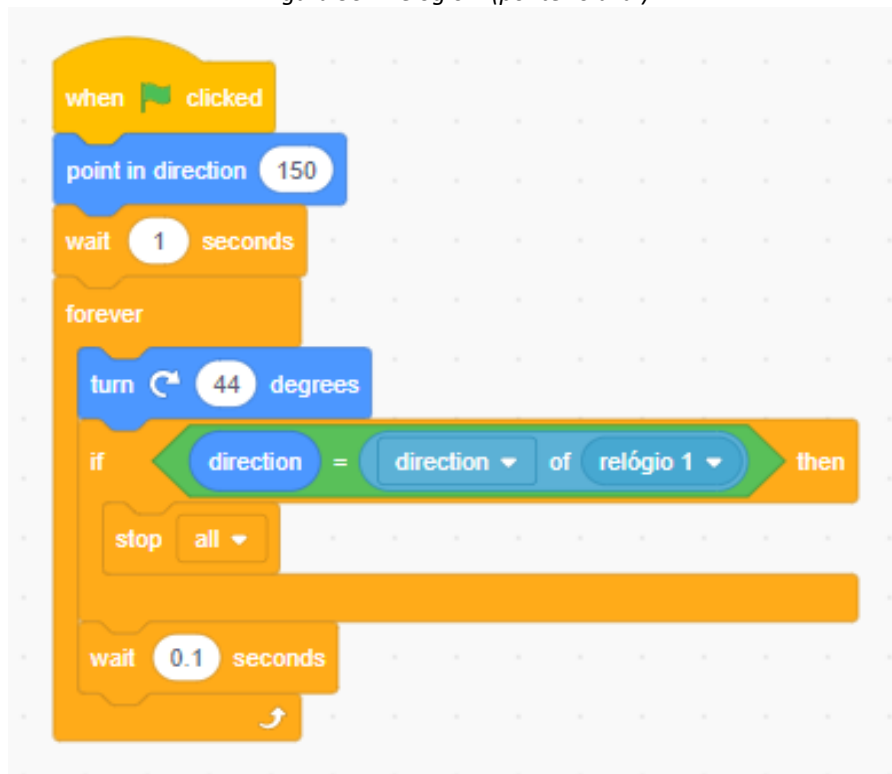 when clicked
point in direction 150
wait 1 seconds
forever
turn 44 degrees
if direction = direction of relógio 1 then
stop all
wait 0.1 seconds